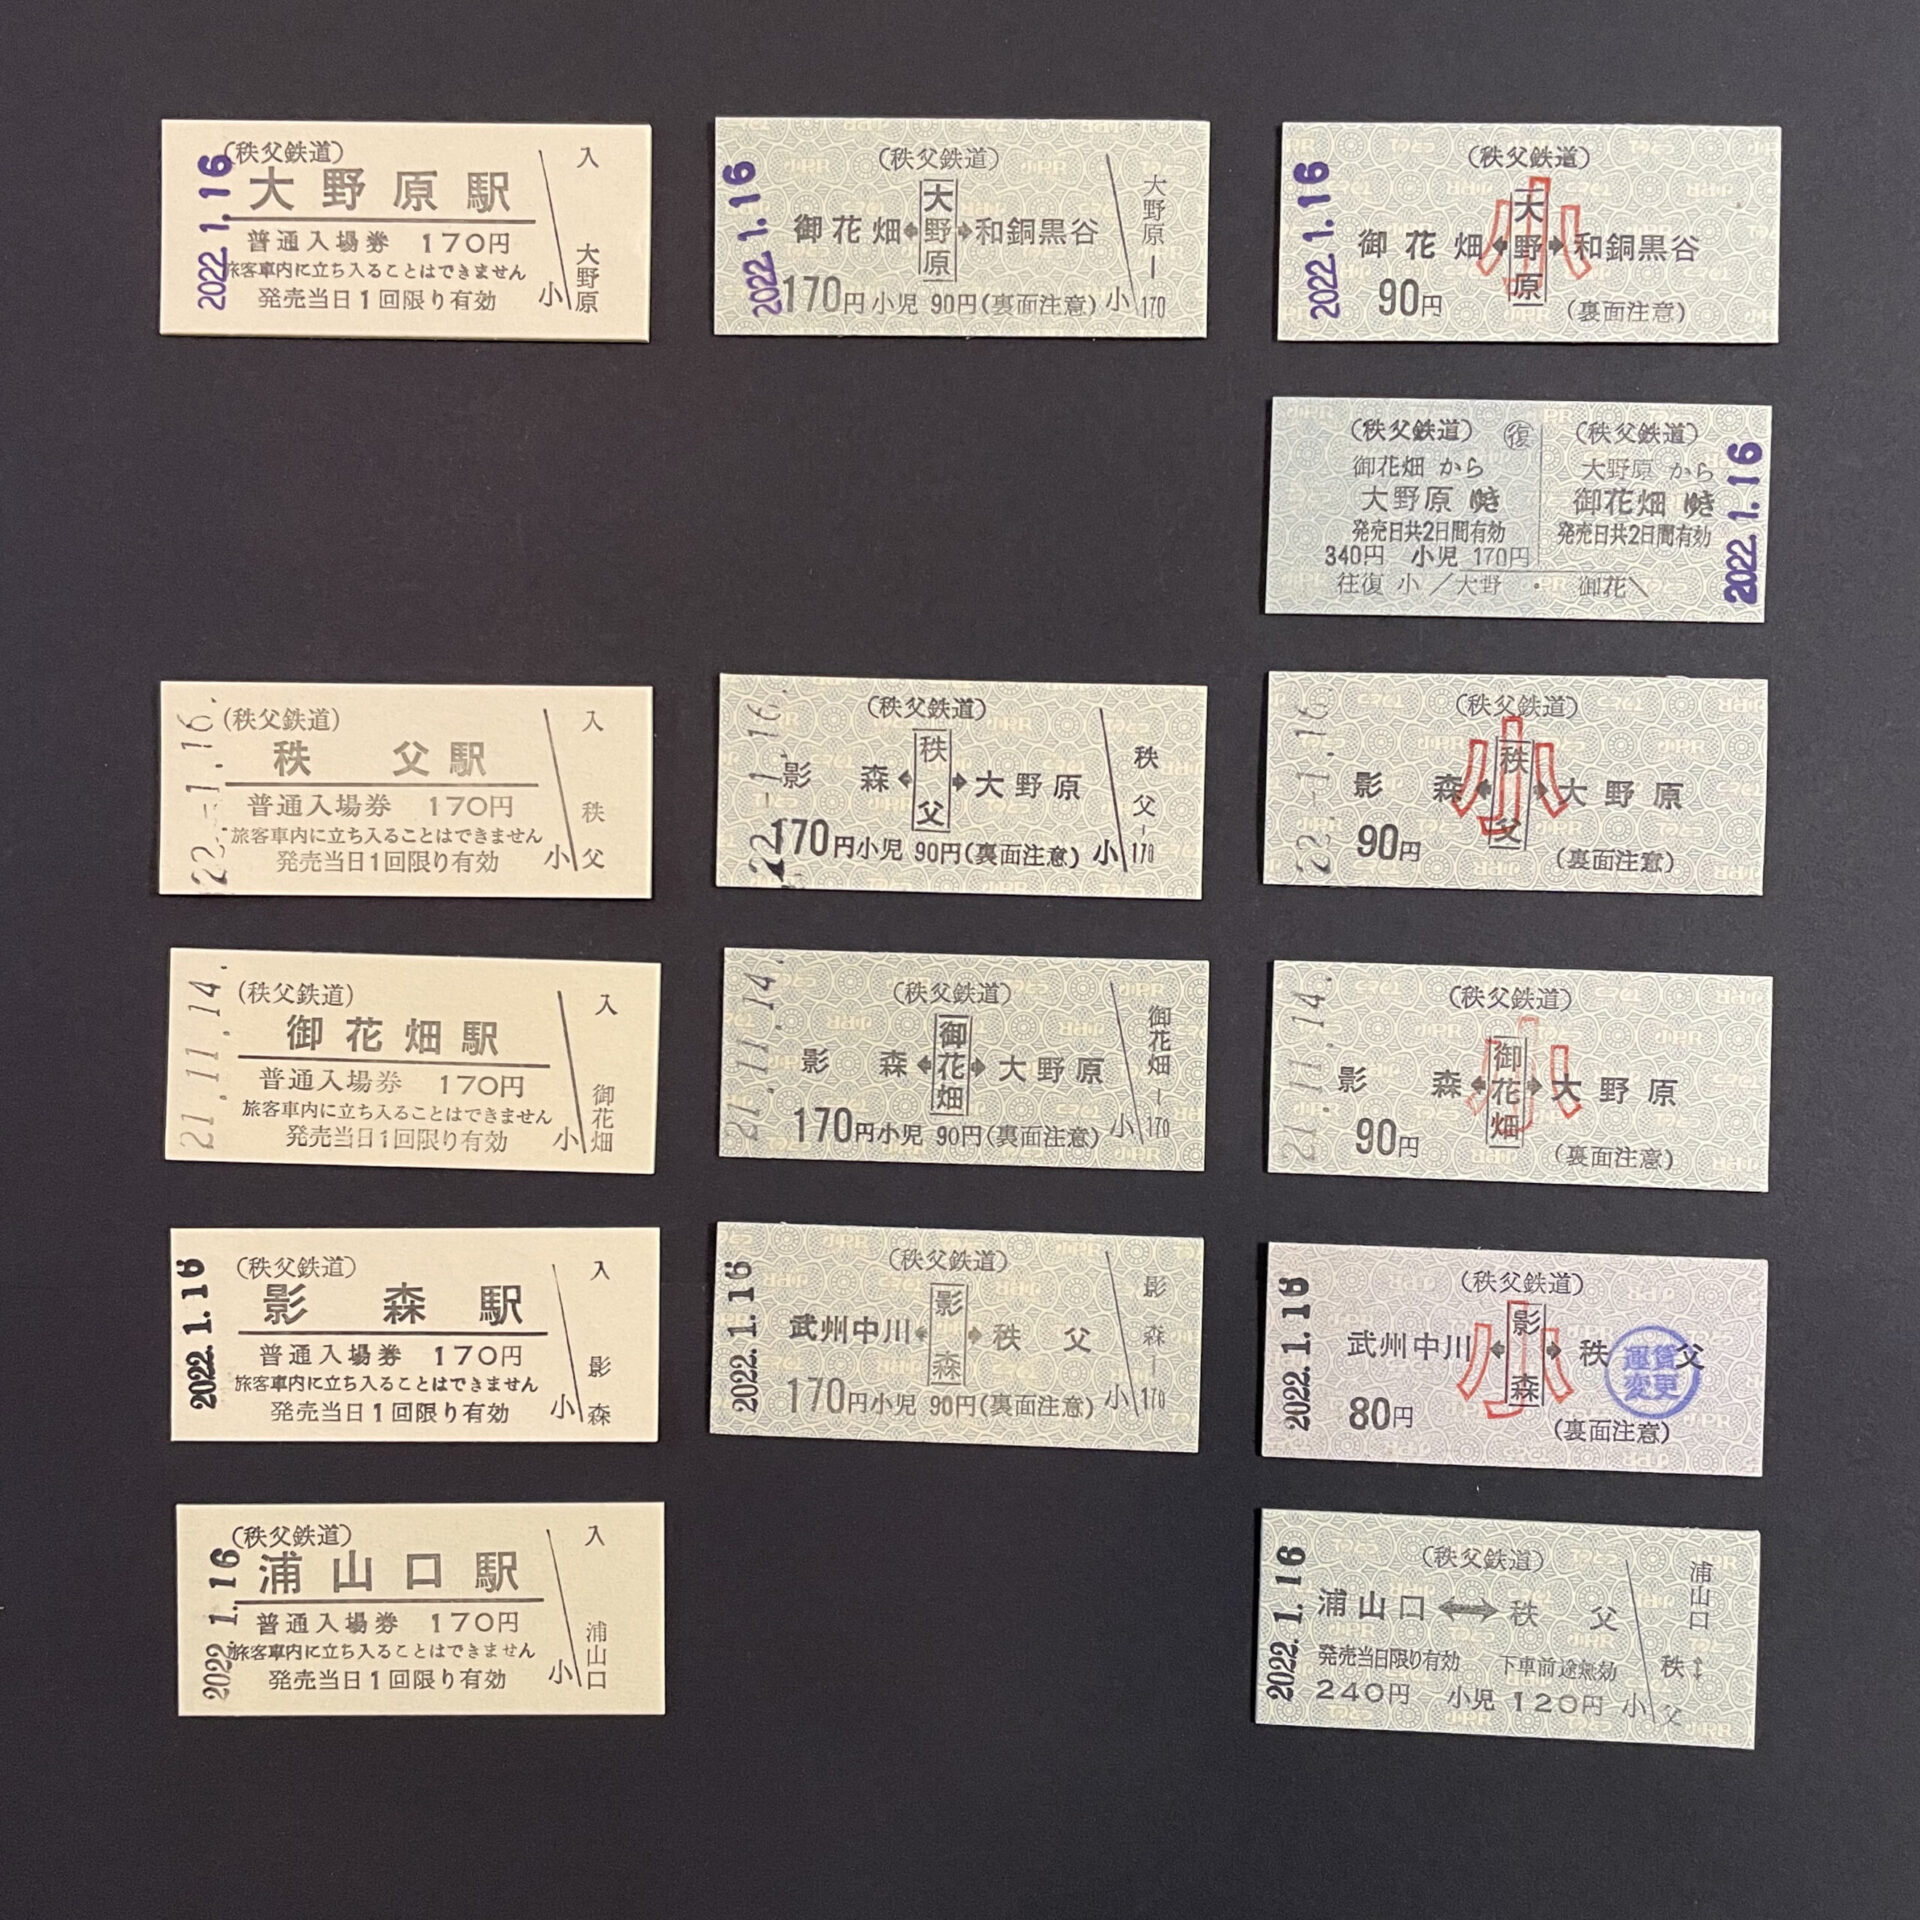 (秩父鉄道)
大野原駅
普通入場券 170円
旅客車内に立ち入ることはできません
発売当日1回限り有効
小
入
大野原
2022.1.16
(秩父鉄道)
御花畑←大野原→和銅黒谷
170円小児 90円(裏面注意)
小
大野原—170
2022.1.16
(秩父鉄道)
小
御花畑←大野原→和銅黒谷
90円
(裏面注意)
2022.1.16
(秩父鉄道) 復
御花畑 から
大野原 ゆき
発売日共2日間有効
340円 小児 170円
(秩父鉄道)
大野原 から
御花畑 ゆき
発売日共2日間有効
往復 小 /大野 ・ 御花\
2022.1.16
(秩父鉄道)
秩父駅
普通入場券 170円
旅客車内に立ち入ることはできません
発売当日1回限り有効
小
入
秩父
22.-1.16.
(秩父鉄道)
影森←秩父→大野原
170円小児 90円(裏面注意)
小
秩父-170
22.-1.16.
(秩父鉄道)
小
影森←秩父→大野原
90円
(裏面注意)
22.-1.16.
(秩父鉄道)
御花畑駅
普通入場券 170円
旅客車内に立ち入ることはできません
発売当日1回限り有効
小
入
御花畑
21.11.14.
(秩父鉄道)
影森←御花畑→大野原
170円小児 90円(裏面注意)
小
御花畑-170
21.11.14.
(秩父鉄道)
小
影森←御花畑→大野原
90円
(裏面注意)
21.11.14.
(秩父鉄道)
影森駅
普通入場券 170円
旅客車内に立ち入ることはできません
発売当日1回限り有効
小
入
影森
2022.1.16
(秩父鉄道)
武州中川←影森→秩父
170円小児 90円(裏面注意)
小
影森-170
2022.1.16
(秩父鉄道)
小
武州中川←影森→秩父
80円
(裏面注意)
運賃
変更
2022.1.16
(秩父鉄道)
浦山口駅
普通入場券 170円
旅客車内に立ち入ることはできません
発売当日1回限り有効
小
入
浦山口
2022.1.16
(秩父鉄道)
浦山口↔秩父
発売当日限り有効 下車前途無効
240円 小児 120円
小
浦山口↔秩父
2022.1.16